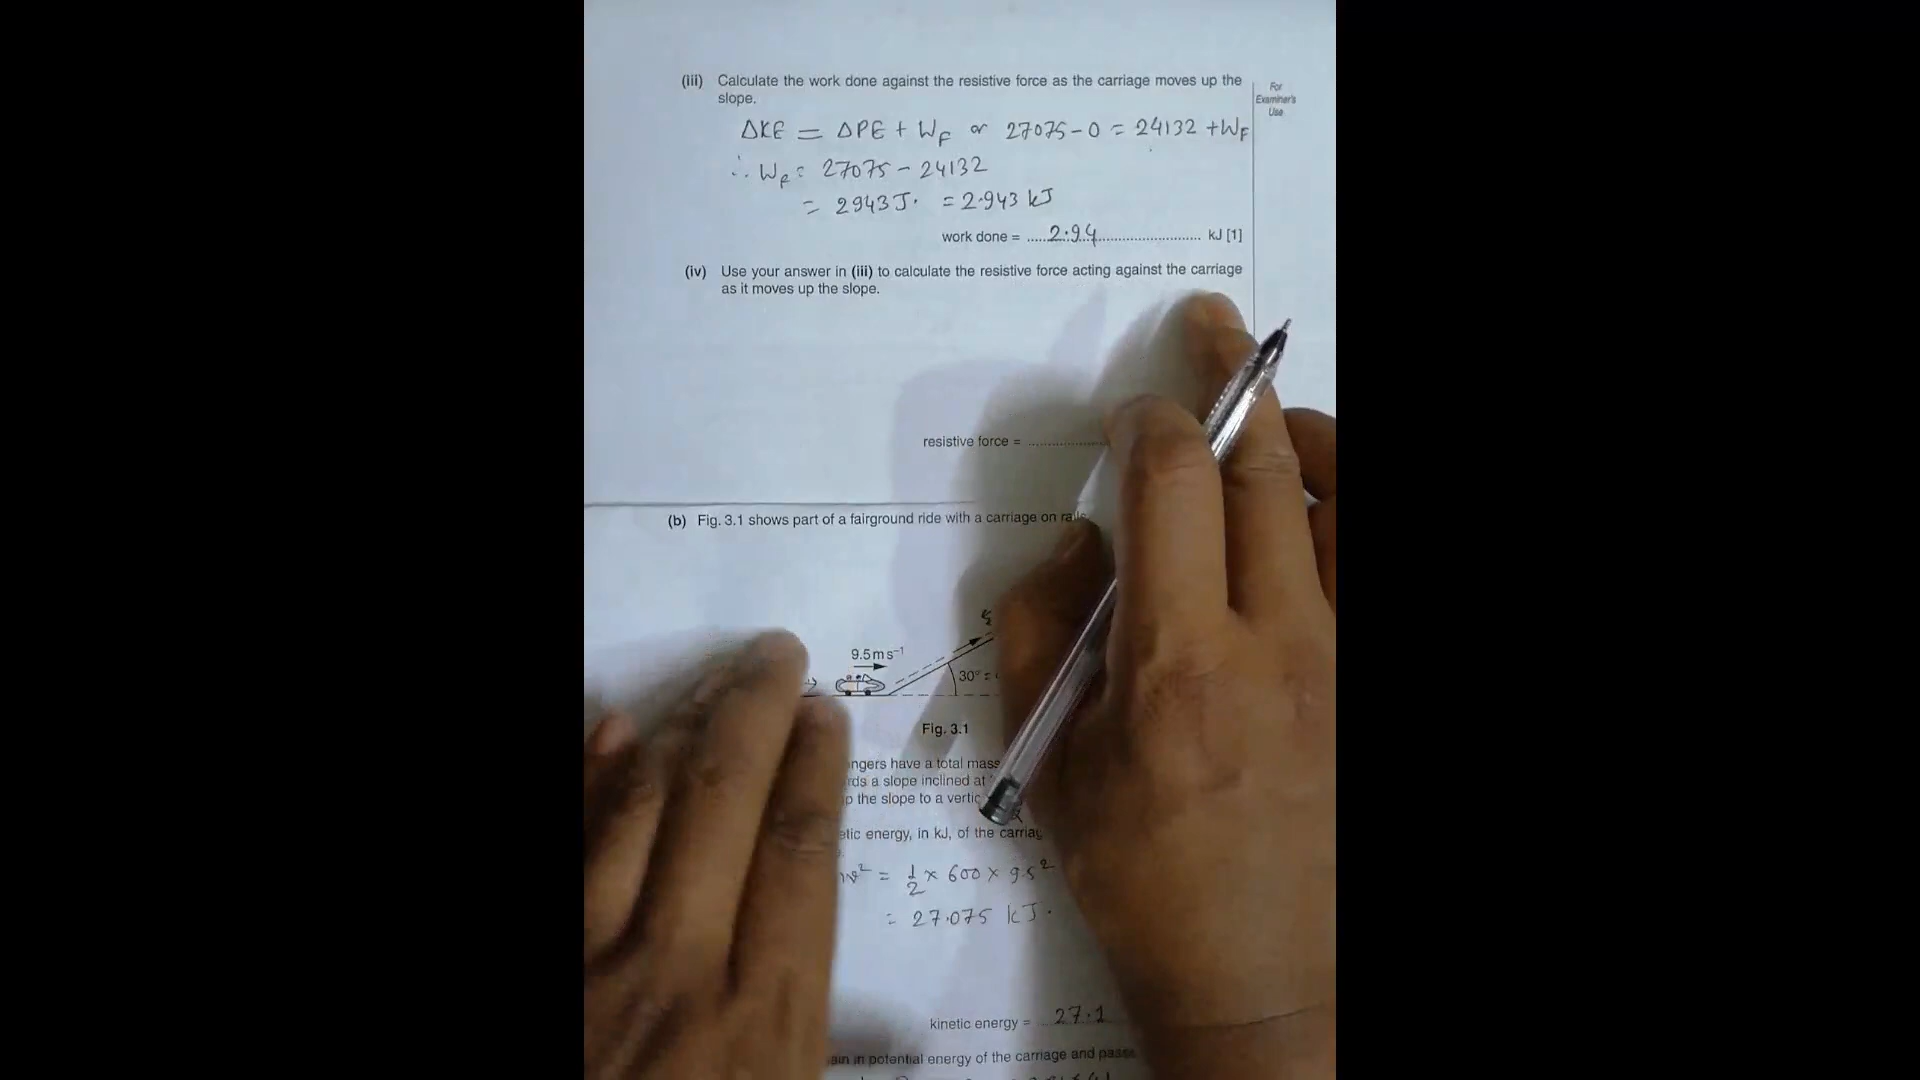 (iii) Calculate the work done against the resistive force as the carriage moves up the
slope.
For
Examiner's
Use
ΔKE = ΔPE + WF or 27075-0 = 24132 + WF
∴ WF = 27075 - 24132
= 2943 J. = 2.943 kJ
work done = .....2.94.......................... kJ [1]
(iv) Use your answer in (iii) to calculate the resistive force acting against the carriage
as it moves up the slope.
resistive force = ..................
(b) Fig. 3.1 shows part of a fairground ride with a carriage on rails
9.5 m s⁻¹
30° =
Fig. 3.1
ngers have a total mass
rds a slope inclined at
p the slope to a vertic
etic energy, in kJ, of the carriag
v² = 1/2 × 600 × 9.5²
= 27.075 kJ.
kinetic energy = 27.1
ain in potential energy of the carriage and passe